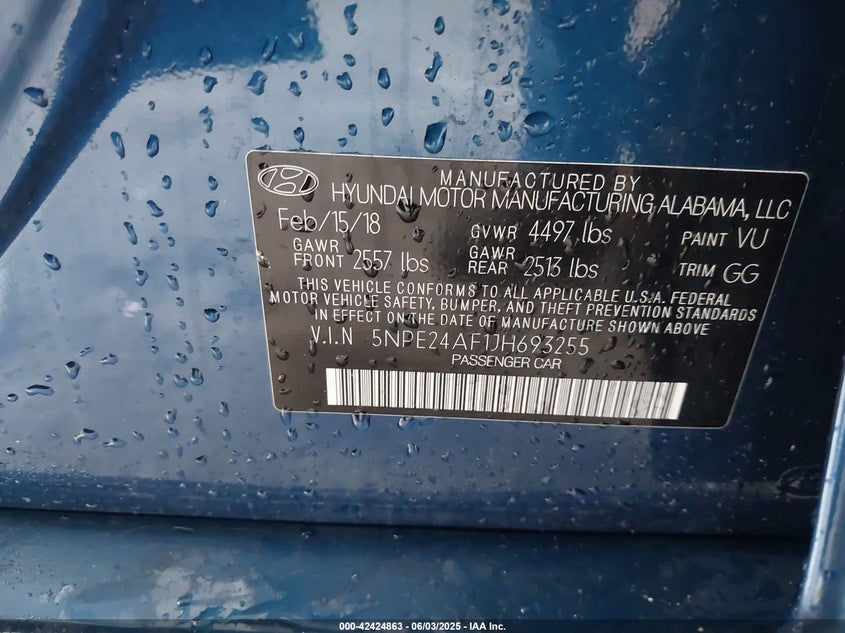 MANUFACTURED BY
HYUNDAI MOTOR MANUFACTURING ALABAMA, LLC
Feb/15/18 GVWR 4497 lbs PAINT VU
GAWR FRONT 2557 lbs GAWR REAR 2513 lbs TRIM GG
THIS VEHICLE CONFORMS TO ALL APPLICABLE U.S.A. FEDERAL
MOTOR VEHICLE SAFETY, BUMPER, AND THEFT PREVENTION STANDARDS
IN EFFECT ON THE DATE OF MANUFACTURE SHOWN ABOVE
V.I.N 5NPE24AF1JH693255
PASSENGER CAR
000-42424863 - 06/03/2025 - IAA Inc.